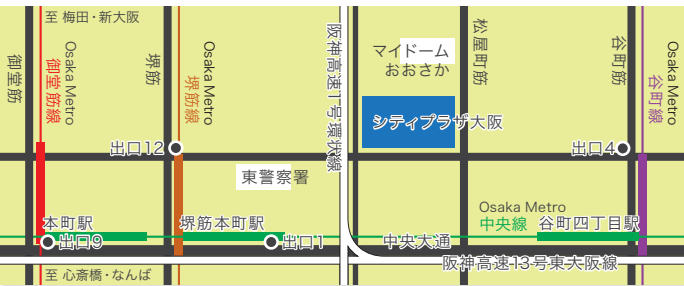 至 梅田・新大阪
御堂筋
Osaka Metro
御堂筋線
堺筋
Osaka Metro
堺筋線
阪神高速1号環状線
マイドーム
おおさか
松屋町筋
谷町筋
Osaka Metro
谷町線
シティプラザ大阪
出口12
出口4
東警察署
本町駅
出口9
堺筋本町駅
出口1
中央大通
Osaka Metro
中央線
谷町四丁目駅
阪神高速13号東大阪線
至 心斎橋・なんば